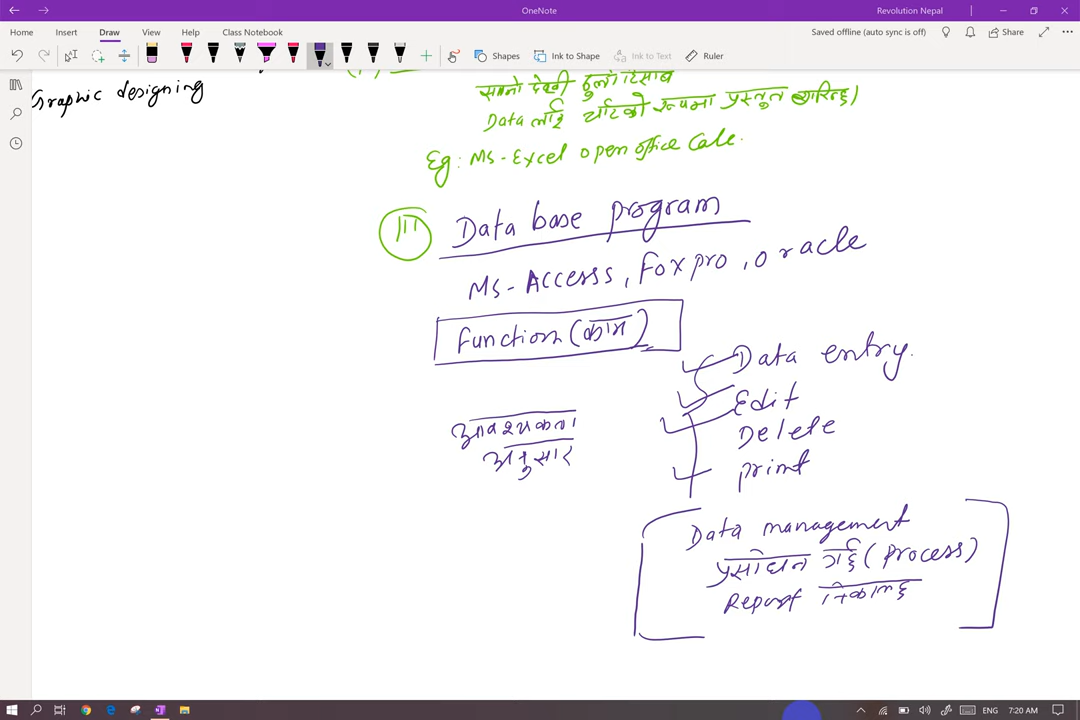 OneNote
Revolution Nepal
Home Insert Draw View Help Class Notebook
Saved offline (auto sync is off) Share
Shapes Ink to Shape Ink to Text Ruler
Graphic designing
सानो देखी ठुलो हिसाब
Data लाई चार्टको रूपमा प्रस्तुत गरिन्छ।
Eg: MS-Excel open office Calc.
III Data base program
MS-Accerss, Foxpro, oracle
Function (काम)
Data entry.
Edit
Delete
print
आवश्यकता
अनुसार
Data management
प्रसोधन गर्दै (process)
Report
ENG 7:20 AM